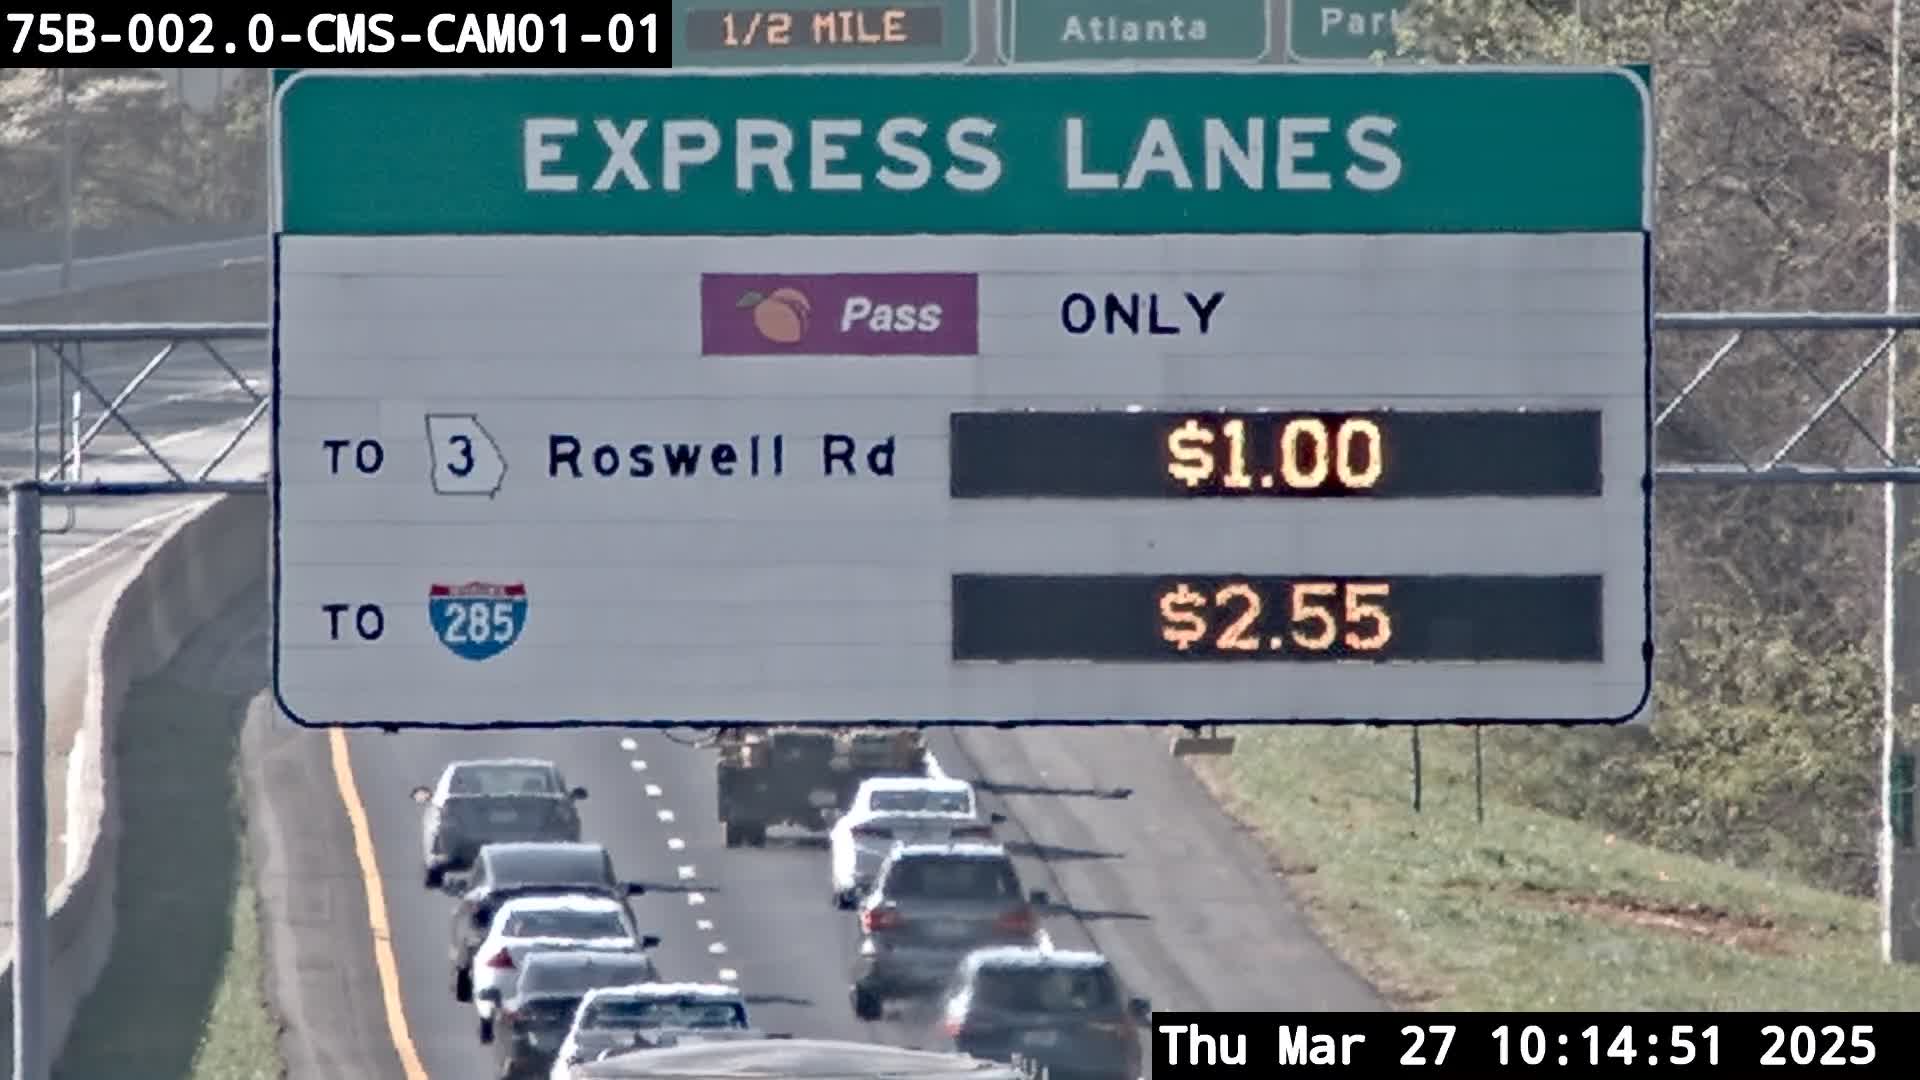 75B-002.0-CMS-CAM01-01
1/2 MILE
Atlanta
EXPRESS LANES
Pass ONLY
TO 3 Roswell Rd $1.00
TO 285 $2.55
Thu Mar 27 10:14:51 2025